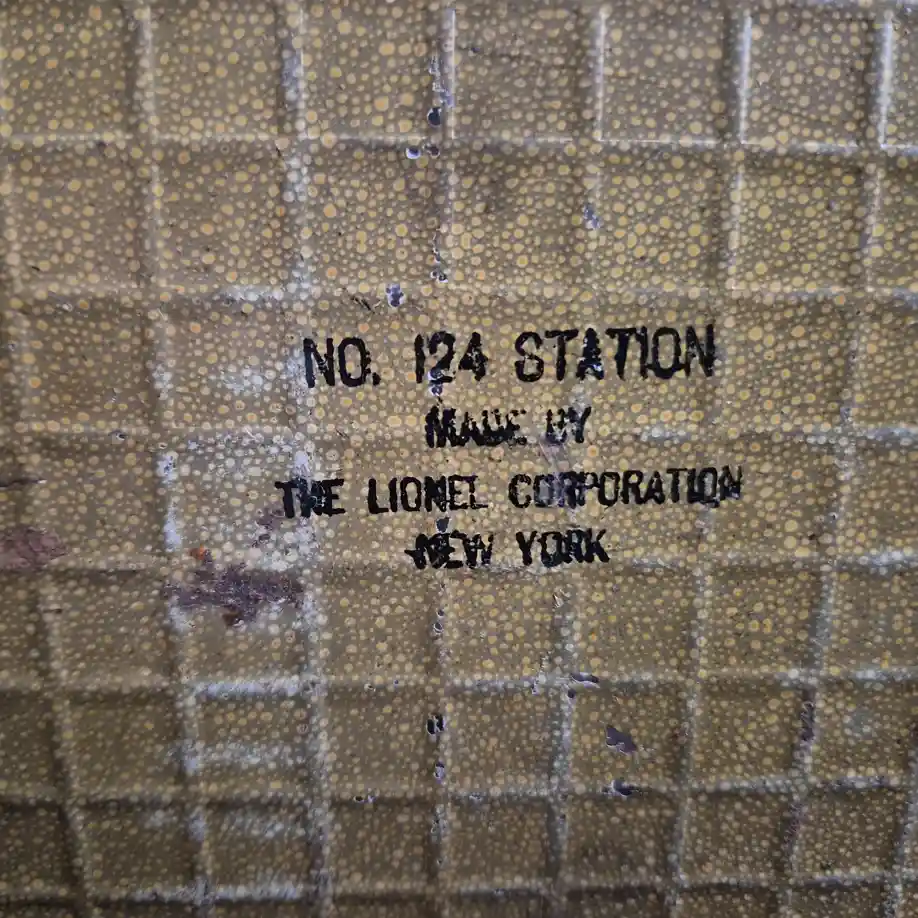 NO. 124 STATION
MADE BY
THE LIONEL CORPORATION
NEW YORK